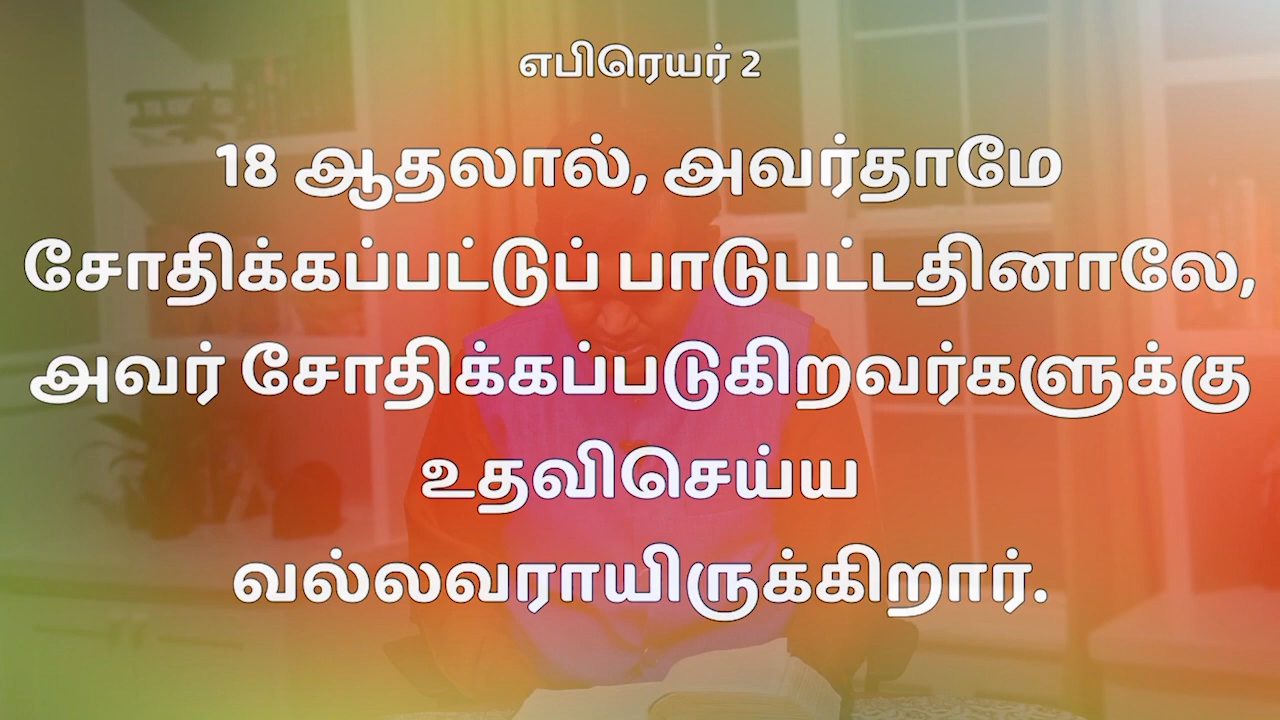 எபிரெயர் 2
18 ஆதலால், அவர்தாமே
சோதிக்கப்பட்டுப் பாடுபட்டதினாலே,
அவர் சோதிக்கப்படுகிறவர்களுக்கு
உதவிசெய்ய
வல்லவராயிருக்கிறார்.